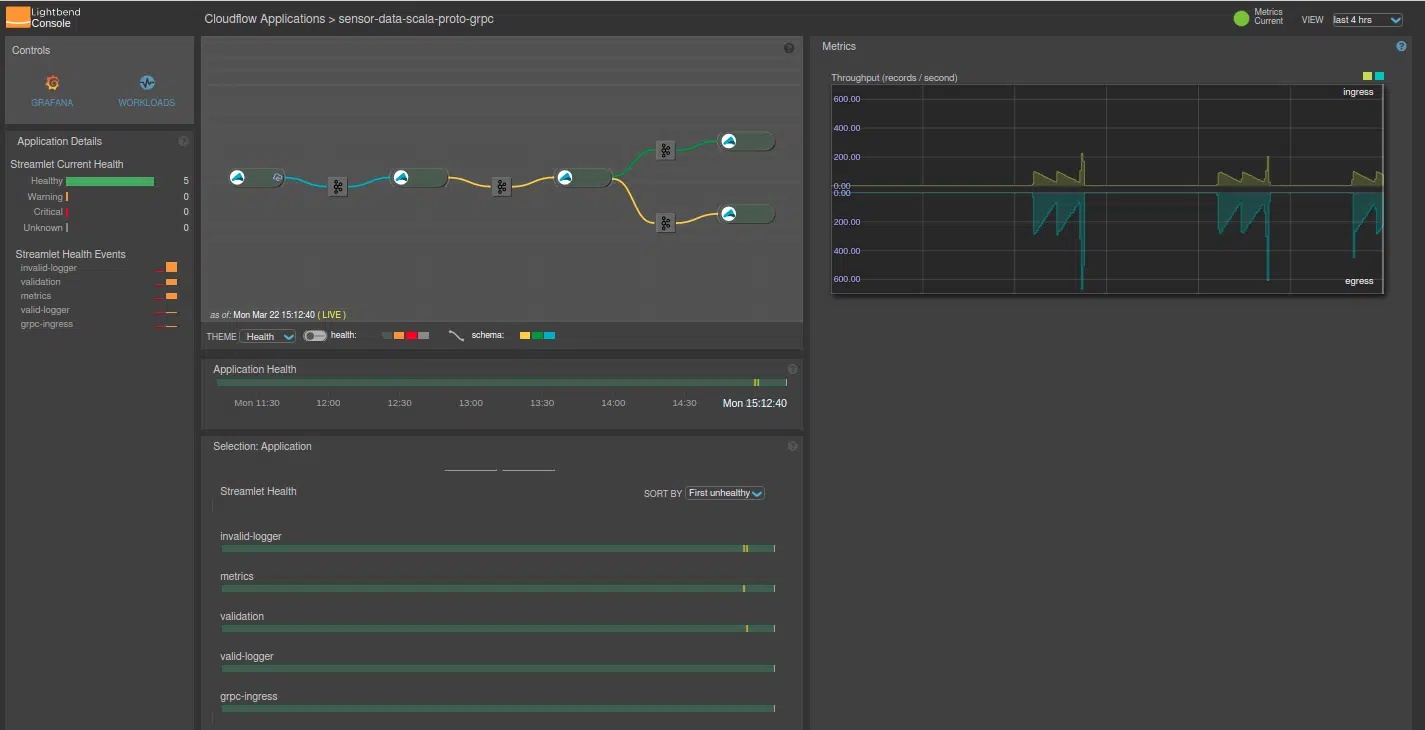 Lightbend
Console
Cloudflow Applications > sensor-data-scala-proto-grpc
Metrics
Current
VIEW last 4 hrs
Controls
GRAFANA WORKLOADS
Application Details ?
Streamlet Current Health
Healthy 5
Warning 0
Critical 0
Unknown 0
Streamlet Health Events
invalid-logger
validation
metrics
valid-logger
grpc-ingress
?
as of: Mon Mar 22 15:12:40 ( LIVE )
THEME Health health: schema:
Application Health ?
Mon 11:30 12:00 12:30 13:00 13:30 14:00 14:30 Mon 15:12:40
Selection: Application ?
Streamlet Health SORT BY First unhealthy
invalid-logger
metrics
validation
valid-logger
grpc-ingress
Metrics ?
Throughput (records / second)
ingress
600.00
400.00
200.00
0.00
0.00
200.00
400.00
600.00
egress